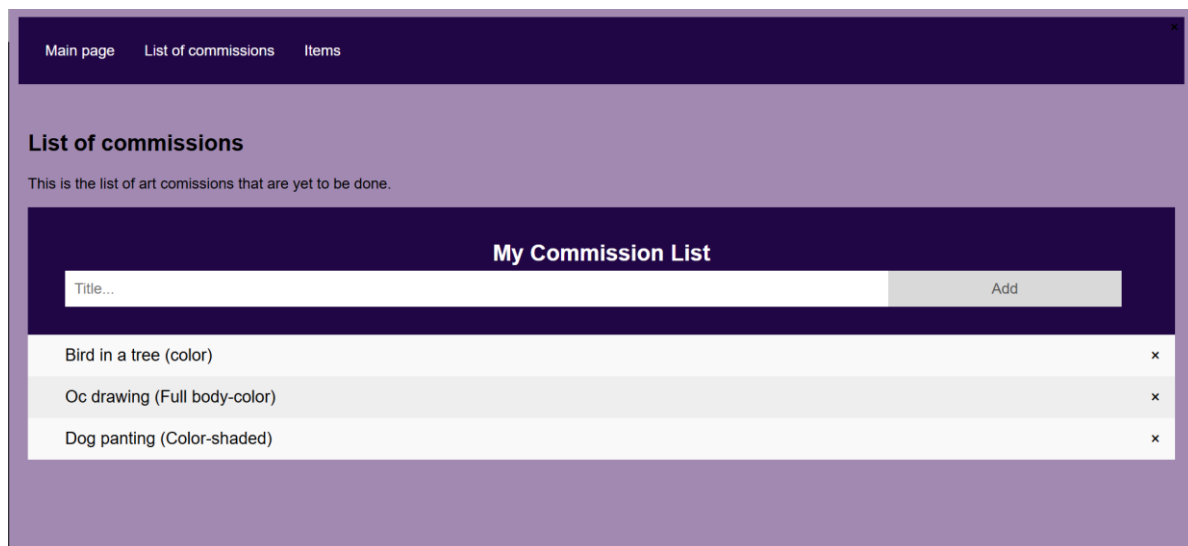 ×
Main page List of commissions Items
List of commissions
This is the list of art comissions that are yet to be done.
My Commission List
Title... Add
Bird in a tree (color) ×
Oc drawing (Full body-color) ×
Dog panting (Color-shaded) ×